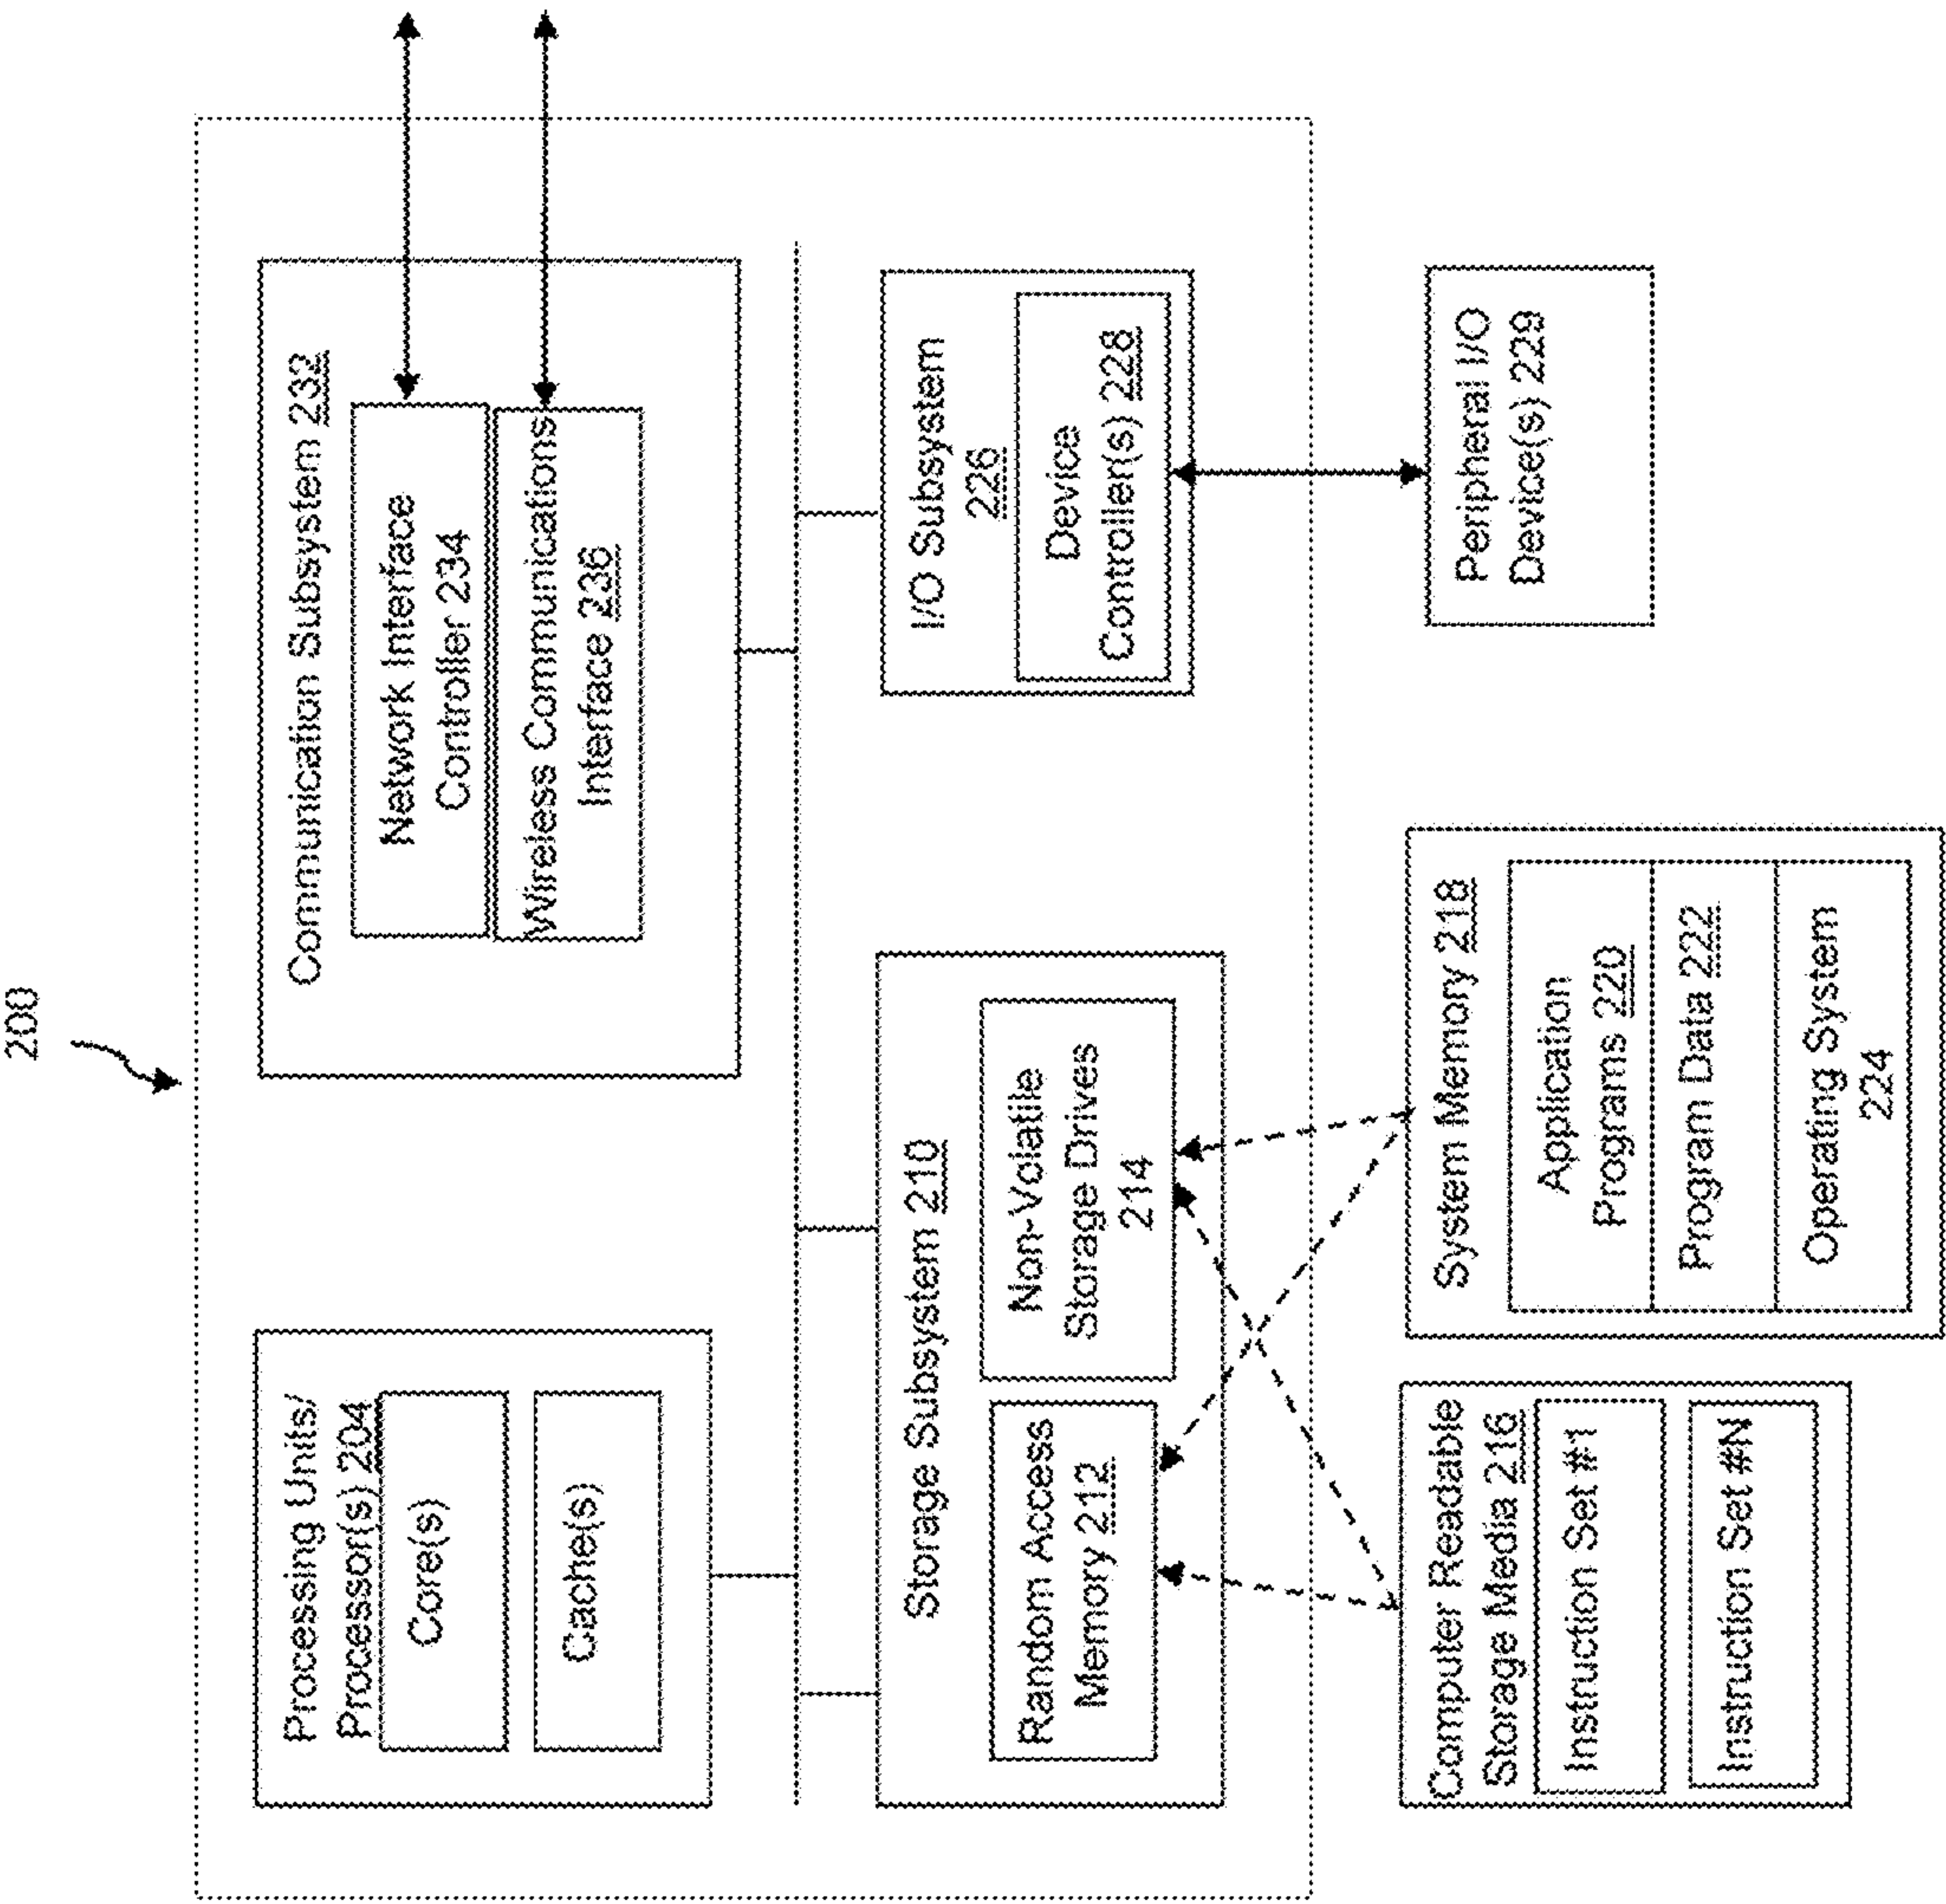 200
Processing Units/
Processor(s) 204
Core(s)
Cache(s)
Communication Subsystem 232
Network Interface
Controller 234
Wireless Communications
Interface 236
Storage Subsystem 210
Random Access
Memory 212
Non-Volatile
Storage Drives
214
I/O Subsystem
226
Device
Controller(s) 228
Computer Readable
Storage Media 216
Instruction Set #1
Instruction Set #N
System Memory 218
Application
Programs 220
Program Data 222
Operating System
224
Peripheral I/O
Device(s) 229